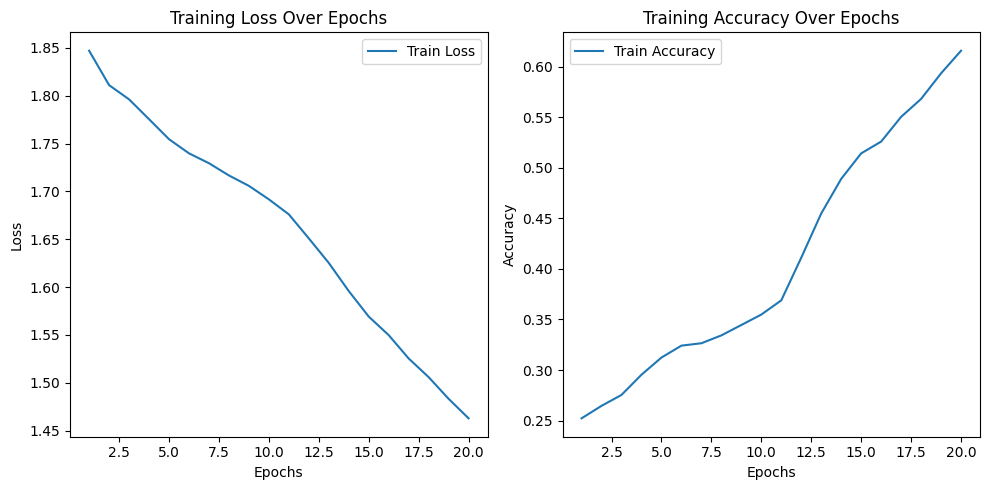 Training Loss Over Epochs
Train Loss
1.85
1.80
1.75
1.70
1.65
1.60
1.55
1.50
1.45
Loss
2.5 5.0 7.5 10.0 12.5 15.0 17.5 20.0
Epochs
Training Accuracy Over Epochs
Train Accuracy
0.60
0.55
0.50
0.45
0.40
0.35
0.30
0.25
Accuracy
2.5 5.0 7.5 10.0 12.5 15.0 17.5 20.0
Epochs